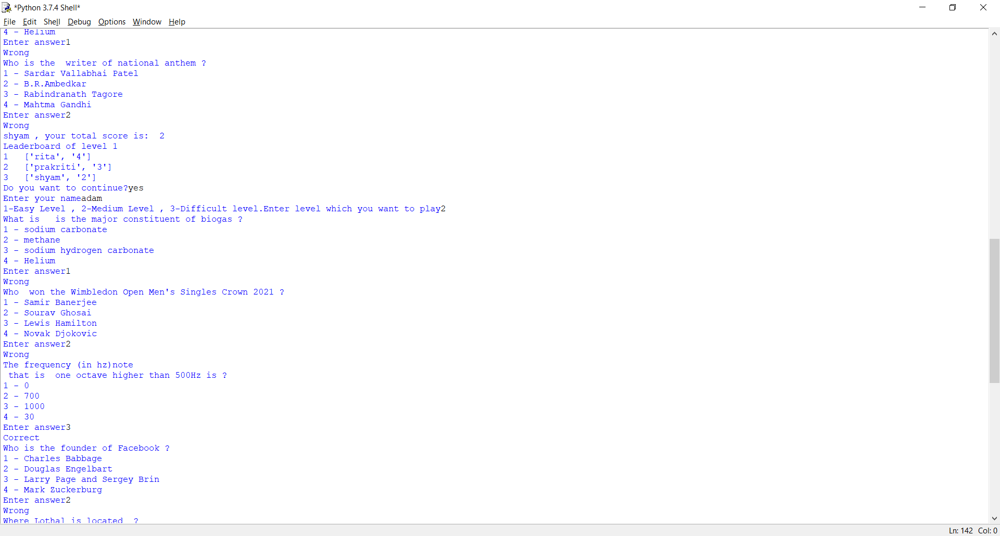 *Python 3.7.4 Shell*
File Edit Shell Debug Options Window Help
4 - Helium
Enter answer1
Wrong
Who is the  writer of national anthem ?
1 - Sardar Vallabhai Patel
2 - B.R.Ambedkar
3 - Rabindranath Tagore
4 - Mahtma Gandhi
Enter answer2
Wrong
shyam , your total score is:  2
Leaderboard of level 1
1   ['rita', '4']
2   ['prakriti', '3']
3   ['shyam', '2']
Do you want to continue?yes
Enter your nameadam
1-Easy Level , 2-Medium Level , 3-Difficult level.Enter level which you want to play2
What is   is the major constituent of biogas ?
1 - sodium carbonate
2 - methane
3 - sodium hydrogen carbonate
4 - Helium
Enter answer1
Wrong
Who  won the Wimbledon Open Men's Singles Crown 2021 ?
1 - Samir Banerjee
2 - Sourav Ghosai
3 - Lewis Hamilton
4 - Novak Djokovic
Enter answer2
Wrong
The frequency (in hz)note
 that is  one octave higher than 500Hz is ?
1 - 0
2 - 700
3 - 1000
4 - 30
Enter answer3
Correct
Who is the founder of Facebook ?
1 - Charles Babbage
2 - Douglas Engelbart
3 - Larry Page and Sergey Brin
4 - Mark Zuckerburg
Enter answer2
Wrong
Where Lothal is located  ?
Ln: 142 Col: 0